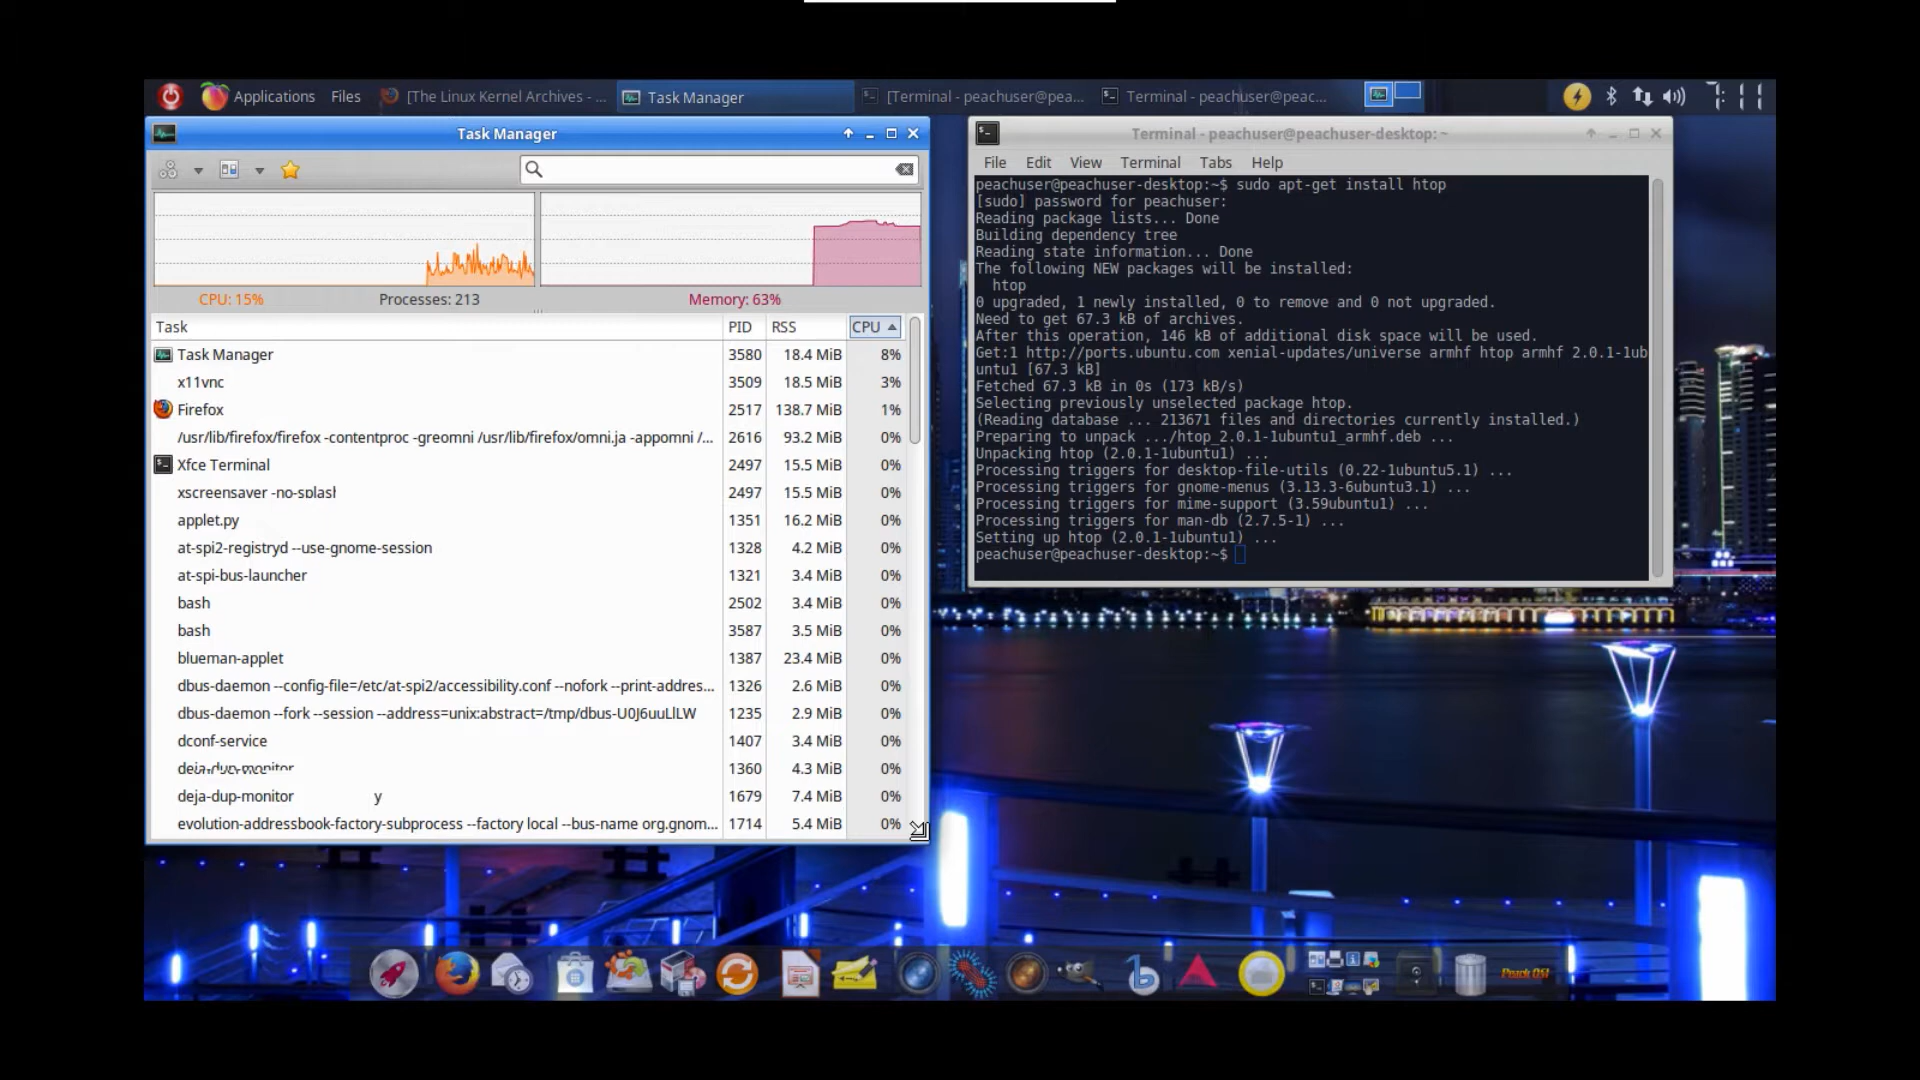 Applications Files [The Linux Kernel Archives - ... Task Manager [Terminal - peachuser@pea... Terminal - peachuser@peac...
Task Manager
CPU: 15% Processes: 213 Memory: 63%
Task PID RSS CPU
Task Manager 3580 18.4 MiB 8%
x11vnc 3509 18.5 MiB 3%
Firefox 2517 138.7 MiB 1%
/usr/lib/firefox/firefox -contentproc -greomni /usr/lib/firefox/omni.ja -appomni /... 2616 93.2 MiB 0%
Xfce Terminal 2497 15.5 MiB 0%
xscreensaver -no-splash 2497 15.5 MiB 0%
applet.py 1351 16.2 MiB 0%
at-spi2-registryd --use-gnome-session 1328 4.2 MiB 0%
at-spi-bus-launcher 1321 3.4 MiB 0%
bash 2502 3.4 MiB 0%
bash 3587 3.5 MiB 0%
blueman-applet 1387 23.4 MiB 0%
dbus-daemon --config-file=/etc/at-spi2/accessibility.conf --nofork --print-addres... 1326 2.6 MiB 0%
dbus-daemon --fork --session --address=unix:abstract=/tmp/dbus-U0J6uuLlLW 1235 2.9 MiB 0%
dconf-service 1407 3.4 MiB 0%
deja-dup-monitor 1360 4.3 MiB 0%
deja-dup-monitor y 1679 7.4 MiB 0%
evolution-addressbook-factory-subprocess --factory local --bus-name org.gnom... 1714 5.4 MiB 0%
Terminal - peachuser@peachuser-desktop: ~
File Edit View Terminal Tabs Help
peachuser@peachuser-desktop:~$ sudo apt-get install htop
[sudo] password for peachuser:
Reading package lists... Done
Building dependency tree
Reading state information... Done
The following NEW packages will be installed:
htop
0 upgraded, 1 newly installed, 0 to remove and 0 not upgraded.
Need to get 67.3 kB of archives.
After this operation, 146 kB of additional disk space will be used.
Get:1 http://ports.ubuntu.com xenial-updates/universe armhf htop armhf 2.0.1-1ub
untu1 [67.3 kB]
Fetched 67.3 kB in 0s (173 kB/s)
Selecting previously unselected package htop.
(Reading database ... 213671 files and directories currently installed.)
Preparing to unpack .../htop_2.0.1-1ubuntu1_armhf.deb ...
Unpacking htop (2.0.1-1ubuntu1) ...
Processing triggers for desktop-file-utils (0.22-1ubuntu5.1) ...
Processing triggers for gnome-menus (3.13.3-6ubuntu3.1) ...
Processing triggers for mime-support (3.59ubuntu1) ...
Processing triggers for man-db (2.7.5-1) ...
Setting up htop (2.0.1-1ubuntu1) ...
peachuser@peachuser-desktop:~$
Peach OSI